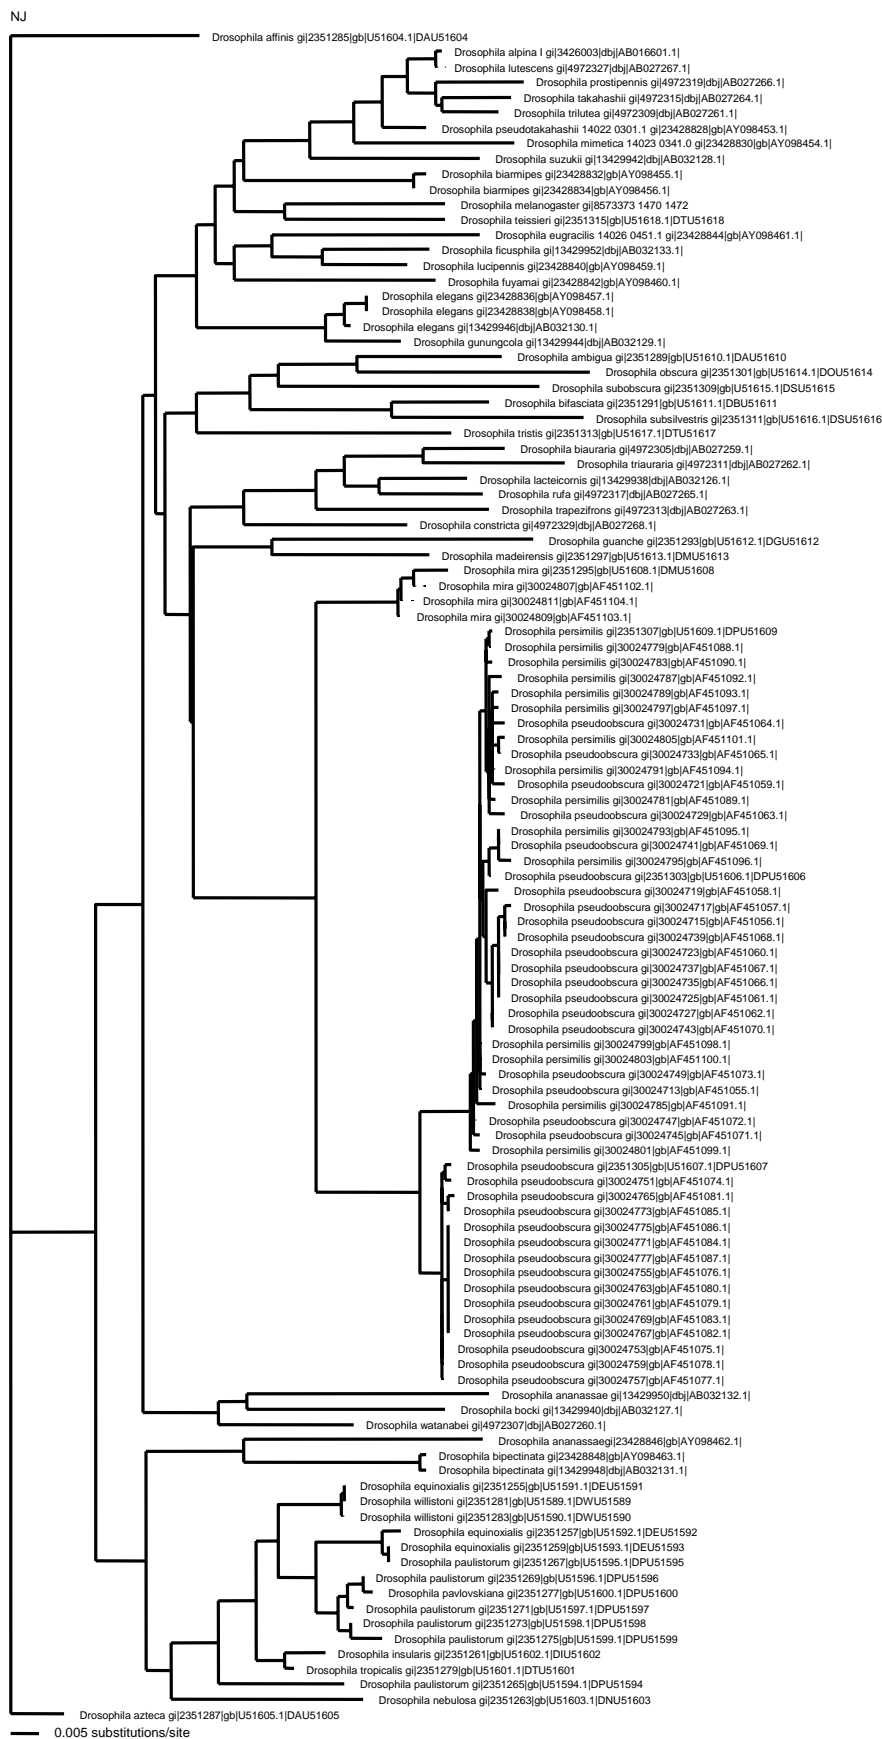 NJ
Drosophila affinis gi|2351285|gb|U51604.1|DAU51604
Drosophila alpina I gi|3426003|dbj|AB016601.1|
Drosophila lutescens gi|4972327|dbj|AB027267.1|
Drosophila prostipennis gi|4972319|dbj|AB027266.1|
Drosophila takahashii gi|4972315|dbj|AB027264.1|
Drosophila trilutea gi|4972309|dbj|AB027261.1|
Drosophila pseudotakahashii 14022 0301.1 gi|23428828|gb|AY098453.1|
Drosophila mimetica 14023 0341.0 gi|23428830|gb|AY098454.1|
Drosophila suzukii gi|13429942|dbj|AB032128.1|
Drosophila biarmipes gi|23428832|gb|AY098455.1|
Drosophila biarmipes gi|23428834|gb|AY098456.1|
Drosophila melanogaster gi|8573373 1470 1472
Drosophila teissieri gi|2351315|gb|U51618.1|DTU51618
Drosophila eugracilis 14026 0451.1 gi|23428844|gb|AY098461.1|
Drosophila ficusphila gi|13429952|dbj|AB032133.1|
Drosophila lucipennis gi|23428840|gb|AY098459.1|
Drosophila fuyamai gi|23428842|gb|AY098460.1|
Drosophila elegans gi|23428836|gb|AY098457.1|
Drosophila elegans gi|23428838|gb|AY098458.1|
Drosophila elegans gi|13429946|dbj|AB032130.1|
Drosophila gunungcola gi|13429944|dbj|AB032129.1|
Drosophila ambigua gi|2351289|gb|U51610.1|DAU51610
Drosophila obscura gi|2351301|gb|U51614.1|DOU51614
Drosophila subobscura gi|2351309|gb|U51615.1|DSU51615
Drosophila bifasciata gi|2351291|gb|U51611.1|DBU51611
Drosophila subsilvestris gi|2351311|gb|U51616.1|DSU51616
Drosophila tristis gi|2351313|gb|U51617.1|DTU51617
Drosophila biauraria gi|4972305|dbj|AB027259.1|
Drosophila triauraria gi|4972311|dbj|AB027262.1|
Drosophila lacteicornis gi|13429938|dbj|AB032126.1|
Drosophila rufa gi|4972317|dbj|AB027265.1|
Drosophila trapezifrons gi|4972313|dbj|AB027263.1|
Drosophila constricta gi|4972329|dbj|AB027268.1|
Drosophila guanche gi|2351293|gb|U51612.1|DGU51612
Drosophila madeirensis gi|2351297|gb|U51613.1|DMU51613
Drosophila mira gi|2351295|gb|U51608.1|DMU51608
Drosophila mira gi|30024807|gb|AF451102.1|
Drosophila mira gi|30024811|gb|AF451104.1|
Drosophila mira gi|30024809|gb|AF451103.1|
Drosophila persimilis gi|2351307|gb|U51609.1|DPU51609
Drosophila persimilis gi|30024779|gb|AF451088.1|
Drosophila persimilis gi|30024783|gb|AF451090.1|
Drosophila persimilis gi|30024787|gb|AF451092.1|
Drosophila persimilis gi|30024789|gb|AF451093.1|
Drosophila persimilis gi|30024797|gb|AF451097.1|
Drosophila pseudoobscura gi|30024731|gb|AF451064.1|
Drosophila persimilis gi|30024805|gb|AF451101.1|
Drosophila pseudoobscura gi|30024733|gb|AF451065.1|
Drosophila persimilis gi|30024791|gb|AF451094.1|
Drosophila pseudoobscura gi|30024721|gb|AF451059.1|
Drosophila persimilis gi|30024781|gb|AF451089.1|
Drosophila pseudoobscura gi|30024729|gb|AF451063.1|
Drosophila persimilis gi|30024793|gb|AF451095.1|
Drosophila pseudoobscura gi|30024741|gb|AF451069.1|
Drosophila persimilis gi|30024795|gb|AF451096.1|
Drosophila pseudoobscura gi|2351303|gb|U51606.1|DPU51606
Drosophila pseudoobscura gi|30024719|gb|AF451058.1|
Drosophila pseudoobscura gi|30024717|gb|AF451057.1|
Drosophila pseudoobscura gi|30024715|gb|AF451056.1|
Drosophila pseudoobscura gi|30024739|gb|AF451068.1|
Drosophila pseudoobscura gi|30024723|gb|AF451060.1|
Drosophila pseudoobscura gi|30024737|gb|AF451067.1|
Drosophila pseudoobscura gi|30024735|gb|AF451066.1|
Drosophila pseudoobscura gi|30024725|gb|AF451061.1|
Drosophila pseudoobscura gi|30024727|gb|AF451062.1|
Drosophila pseudoobscura gi|30024743|gb|AF451070.1|
Drosophila persimilis gi|30024799|gb|AF451098.1|
Drosophila persimilis gi|30024803|gb|AF451100.1|
Drosophila pseudoobscura gi|30024749|gb|AF451073.1|
Drosophila pseudoobscura gi|30024713|gb|AF451055.1|
Drosophila persimilis gi|30024785|gb|AF451091.1|
Drosophila pseudoobscura gi|30024747|gb|AF451072.1|
Drosophila pseudoobscura gi|30024745|gb|AF451071.1|
Drosophila persimilis gi|30024801|gb|AF451099.1|
Drosophila pseudoobscura gi|2351305|gb|U51607.1|DPU51607
Drosophila pseudoobscura gi|30024751|gb|AF451074.1|
Drosophila pseudoobscura gi|30024765|gb|AF451081.1|
Drosophila pseudoobscura gi|30024773|gb|AF451085.1|
Drosophila pseudoobscura gi|30024775|gb|AF451086.1|
Drosophila pseudoobscura gi|30024771|gb|AF451084.1|
Drosophila pseudoobscura gi|30024777|gb|AF451087.1|
Drosophila pseudoobscura gi|30024755|gb|AF451076.1|
Drosophila pseudoobscura gi|30024763|gb|AF451080.1|
Drosophila pseudoobscura gi|30024761|gb|AF451079.1|
Drosophila pseudoobscura gi|30024769|gb|AF451083.1|
Drosophila pseudoobscura gi|30024767|gb|AF451082.1|
Drosophila pseudoobscura gi|30024753|gb|AF451075.1|
Drosophila pseudoobscura gi|30024759|gb|AF451078.1|
Drosophila pseudoobscura gi|30024757|gb|AF451077.1|
Drosophila ananassae gi|13429950|dbj|AB032132.1|
Drosophila bocki gi|13429940|dbj|AB032127.1|
Drosophila watanabei gi|4972307|dbj|AB027260.1|
Drosophila ananassaegi|23428846|gb|AY098462.1|
Drosophila bipectinata gi|23428848|gb|AY098463.1|
Drosophila bipectinata gi|13429948|dbj|AB032131.1|
Drosophila equinoxialis gi|2351255|gb|U51591.1|DEU51591
Drosophila willistoni gi|2351281|gb|U51589.1|DWU51589
Drosophila willistoni gi|2351283|gb|U51590.1|DWU51590
Drosophila equinoxialis gi|2351257|gb|U51592.1|DEU51592
Drosophila equinoxialis gi|2351259|gb|U51593.1|DEU51593
Drosophila paulistorum gi|2351267|gb|U51595.1|DPU51595
Drosophila paulistorum gi|2351269|gb|U51596.1|DPU51596
Drosophila pavlovskiana gi|2351277|gb|U51600.1|DPU51600
Drosophila paulistorum gi|2351271|gb|U51597.1|DPU51597
Drosophila paulistorum gi|2351273|gb|U51598.1|DPU51598
Drosophila paulistorum gi|2351275|gb|U51599.1|DPU51599
Drosophila insularis gi|2351261|gb|U51602.1|DIU51602
Drosophila tropicalis gi|2351279|gb|U51601.1|DTU51601
Drosophila paulistorum gi|2351265|gb|U51594.1|DPU51594
Drosophila nebulosa gi|2351263|gb|U51603.1|DNU51603
Drosophila azteca gi|2351287|gb|U51605.1|DAU51605
0.005 substitutions/site